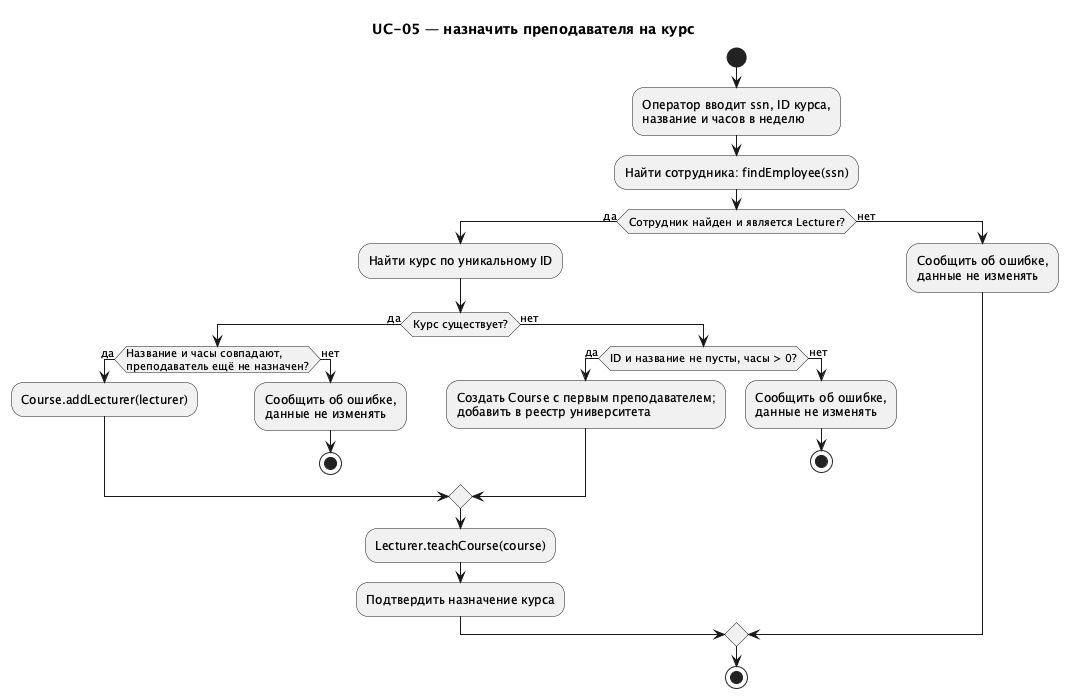 UC-05 — назначить преподавателя на курс
Оператор вводит ssn, ID курса,
название и часов в неделю
Найти сотрудника: findEmployee(ssn)
да
Сотрудник найден и является Lecturer?
нет
Найти курс по уникальному ID
Сообщить об ошибке,
данные не изменять
да
Курс существует?
нет
да
Название и часы совпадают,
преподаватель ещё не назначен?
нет
да
ID и название не пусты, часы > 0?
нет
Course.addLecturer(lecturer)
Сообщить об ошибке,
данные не изменять
Создать Course с первым преподавателем;
добавить в реестр университета
Сообщить об ошибке,
данные не изменять
Lecturer.teachCourse(course)
Подтвердить назначение курса